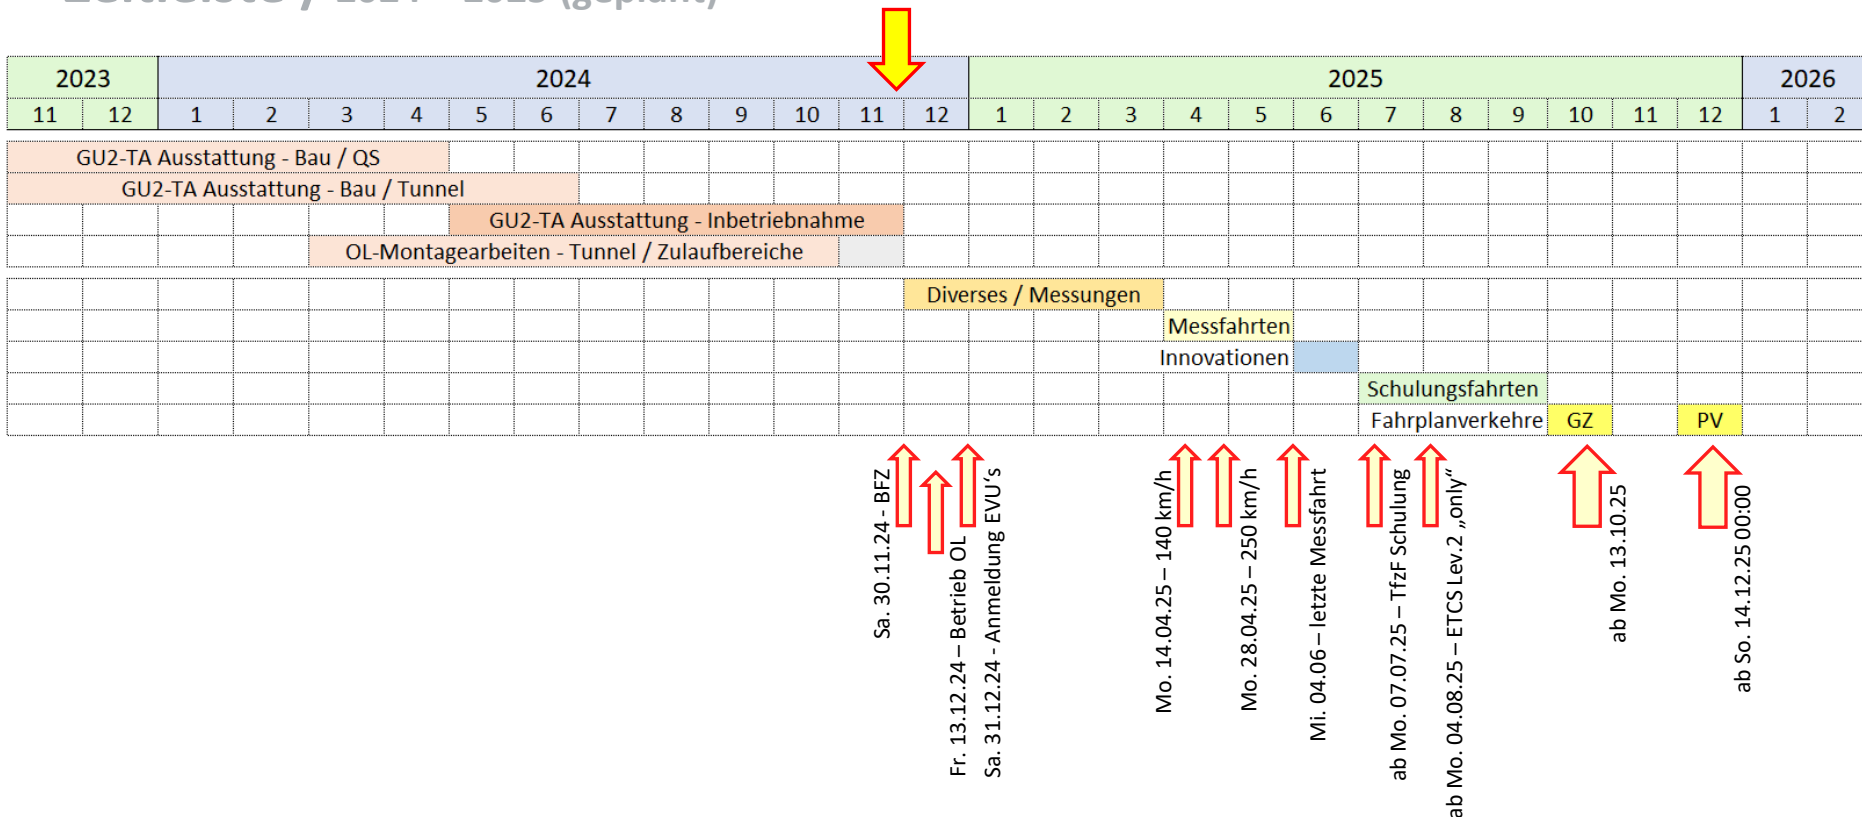 2024 – 2025 (geplant)
2023 2024 2025 2026
11 12 1 2 3 4 5 6 7 8 9 10 11 12 1 2 3 4 5 6 7 8 9 10 11 12 1 2
GU2-TA Ausstattung - Bau / QS
GU2-TA Ausstattung - Bau / Tunnel
GU2-TA Ausstattung - Inbetriebnahme
OL-Montagearbeiten - Tunnel / Zulaufbereiche
Diverses / Messungen
Messfahrten
Innovationen
Schulungsfahrten
Fahrplanverkehre GZ PV
Sa. 30.11.24 - BFZ
Fr. 13.12.24 – Betrieb OL
Sa. 31.12.24 - Anmeldung EVU‘s
Mo. 14.04.25 – 140 km/h
Mo. 28.04.25 – 250 km/h
Mi. 04.06 – letzte Messfahrt
ab Mo. 07.07.25 – TfzF Schulung
ab Mo. 04.08.25 – ETCS Lev.2 „only“
ab Mo. 13.10.25
ab So. 14.12.25 00:00